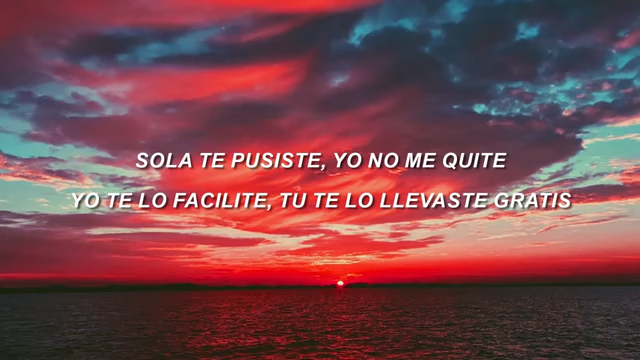 SOLA TE PUSISTE, YO NO ME QUITE
YO TE LO FACILITE, TU TE LO LLEVASTE GRATIS